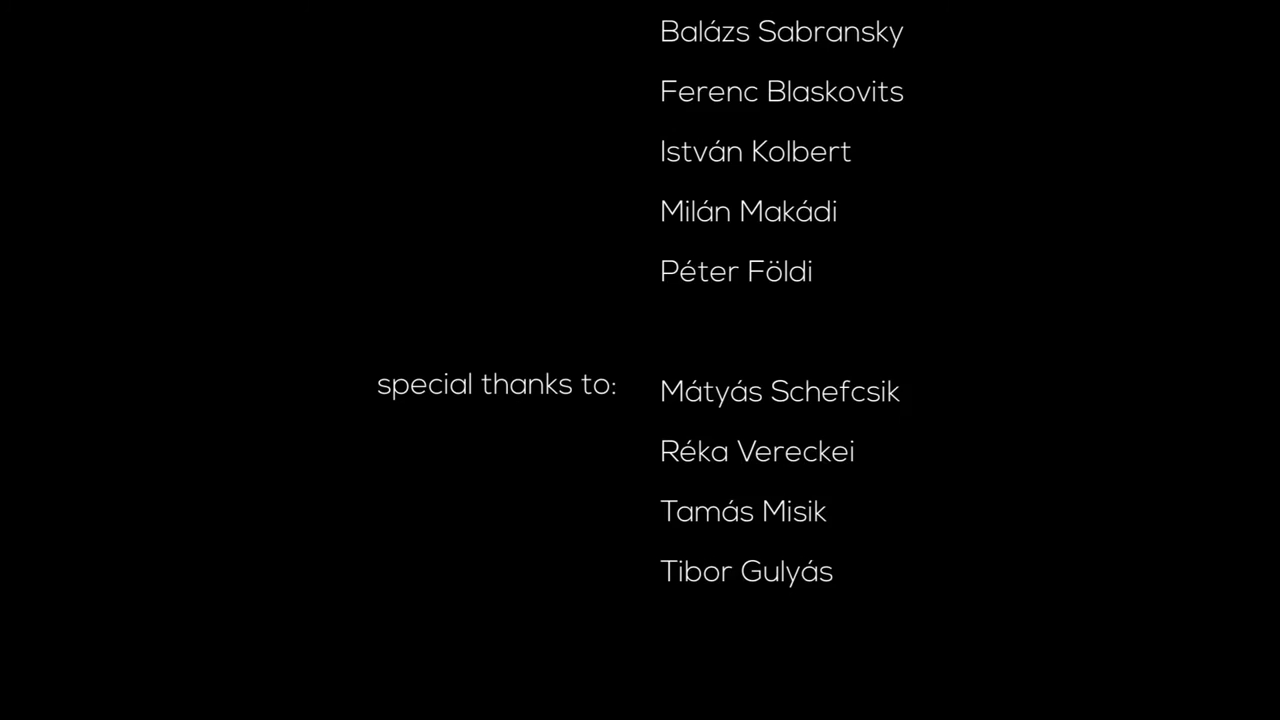 Balázs Sabransky
Ferenc Blaskovits
István Kolbert
Milán Makádi
Péter Földi
special thanks to: Mátyás Schefcsik
Réka Vereckei
Tamás Misik
Tibor Gulyás